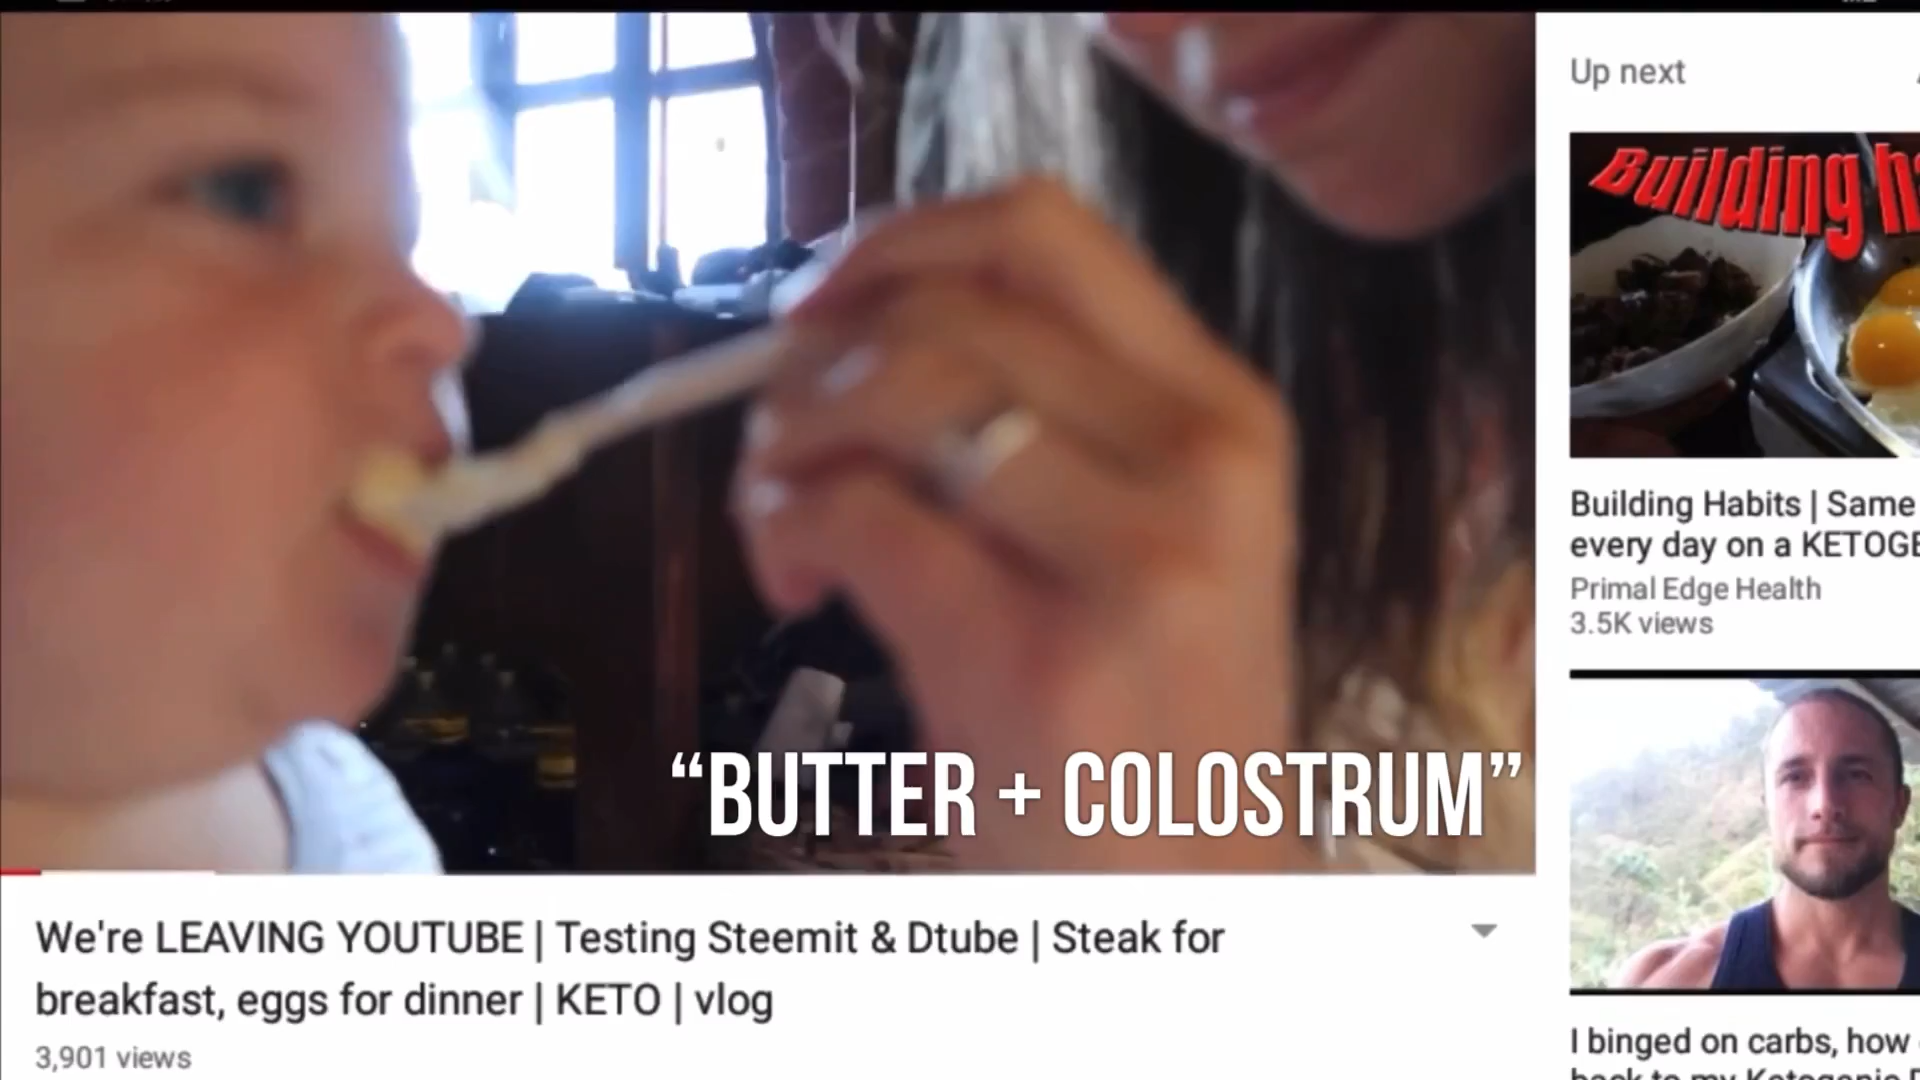 Up next
Building
"BUTTER + COLOSTRUM"
We're LEAVING YOUTUBE | Testing Steemit & Dtube | Steak for
breakfast, eggs for dinner | KETO | vlog
3,901 views
Building Habits | Same
every day on a
Primal Edge Health
3.5K views
I binged on carbs, how